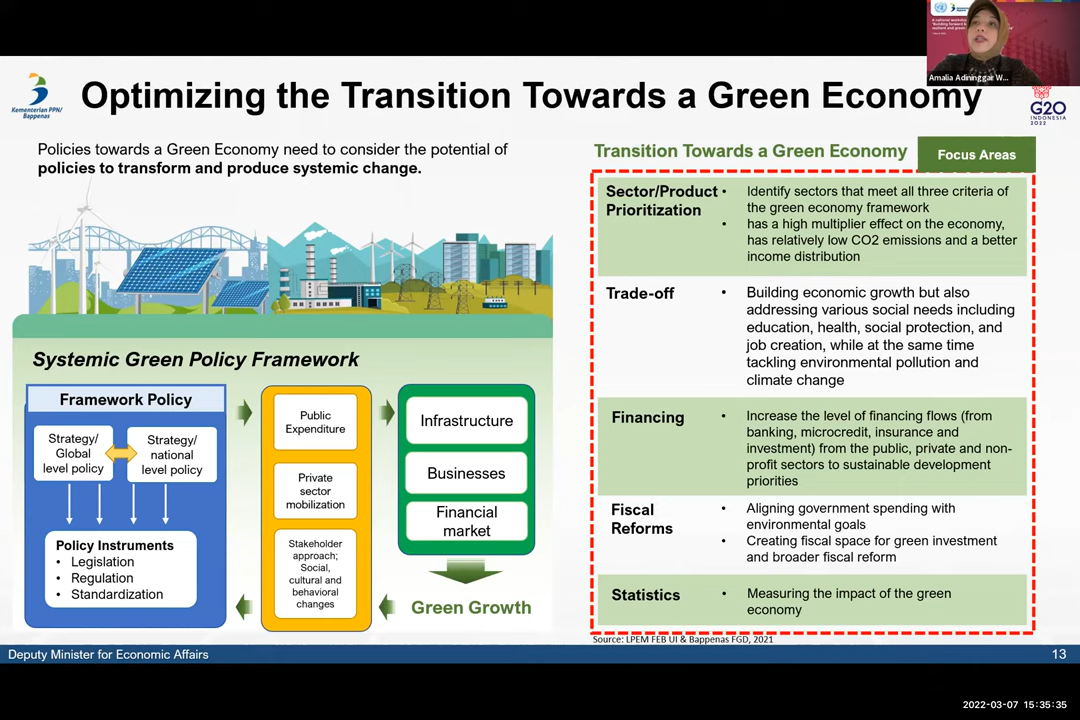 Amalia Adininggar W...
Kementerian PPN/
Bappenas
Optimizing the Transition Towards a Green Economy
G20
INDONESIA
2022
Policies towards a Green Economy need to consider the potential of
policies to transform and produce systemic change.
Systemic Green Policy Framework
Framework Policy
Strategy/
Global
level policy
Strategy/
national
level policy
Policy Instruments
• Legislation
• Regulation
• Standardization
Public
Expenditure
Private
sector
mobilization
Stakeholder
approach;
Social,
cultural and
behavioral
changes
Infrastructure
Businesses
Financial
market
Green Growth
Transition Towards a Green Economy
Focus Areas
Sector/Product
Prioritization
• Identify sectors that meet all three criteria of
the green economy framework
• has a high multiplier effect on the economy,
has relatively low CO2 emissions and a better
income distribution
Trade-off
• Building economic growth but also
addressing various social needs including
education, health, social protection, and
job creation, while at the same time
tackling environmental pollution and
climate change
Financing
• Increase the level of financing flows (from
banking, microcredit, insurance and
investment) from the public, private and non-
profit sectors to sustainable development
priorities
Fiscal
Reforms
• Aligning government spending with
environmental goals
• Creating fiscal space for green investment
and broader fiscal reform
Statistics
• Measuring the impact of the green
economy
Source: LPEM FEB UI & Bappenas FGD, 2021
Deputy Minister for Economic Affairs
13
2022-03-07 15:35:35